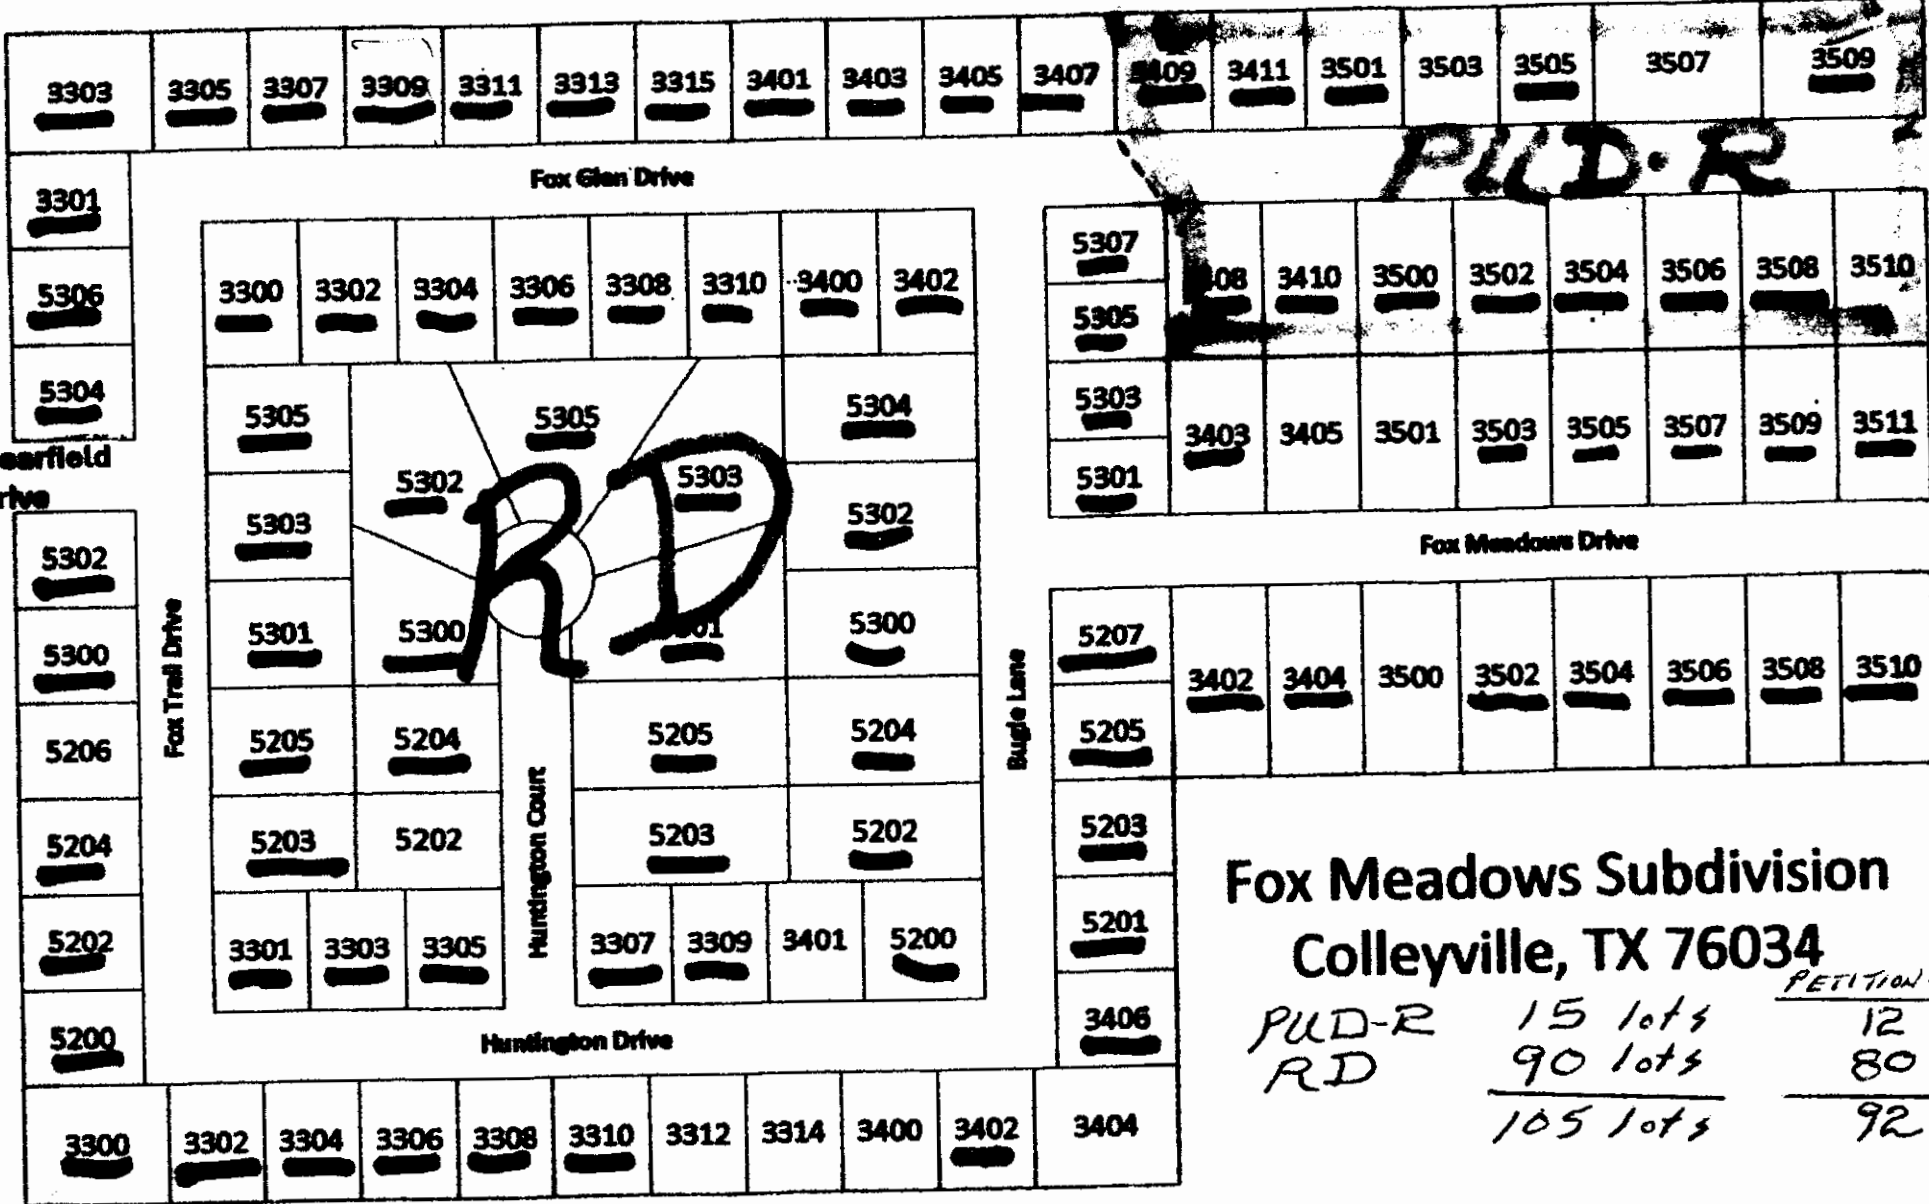 3303 3305 3307 3309 3311 3313 3315 3401 3403 3405 3407 3409 3411 3501 3503 3505 3507 3509
Fox Glen Drive
PUD-R
3301
5306
5304
earfield
rive
5302
5300
5206
5204
5202
5200
Fox Trail Drive
3300 3302 3304 3306 3308 3310 3400 3402
5305 5305 5304
5302 5303
5303 5302
RD
5301 5300 5300
5205 5204 5205 5204
5203 5202 5203 5202
3301 3303 3305 3307 3309 3401 5200
Huntington Court
Huntington Drive
Bugle Lane
5307
5305
5303
5301
3408 3410 3500 3502 3504 3506 3508 3510
3403 3405 3501 3503 3505 3507 3509 3511
Fox Meadows Drive
5207
5205
5203
5201
3406
3402 3404 3500 3502 3504 3506 3508 3510
3300 3302 3304 3306 3308 3310 3312 3314 3400 3402 3404
Fox Meadows Subdivision
Colleyville, TX 76034
PETITION
PUD-R 15 lots 12
RD 90 lots 80
105 lots 92